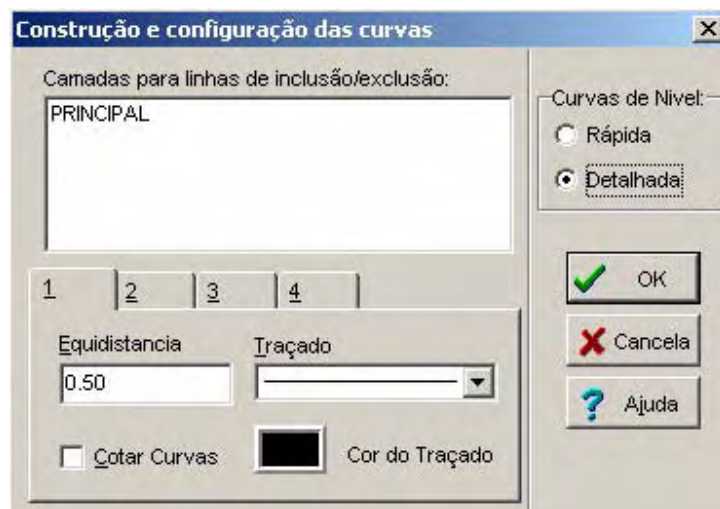 Construção e configuração das curvas
Camadas para linhas de inclusão/exclusão:
PRINCIPAL
Curvas de Nivel:
Rápida
Detalhada
1 2 3 4
Equidistancia Traçado
0.50
Cotar Curvas Cor do Traçado
OK
Cancela
Ajuda